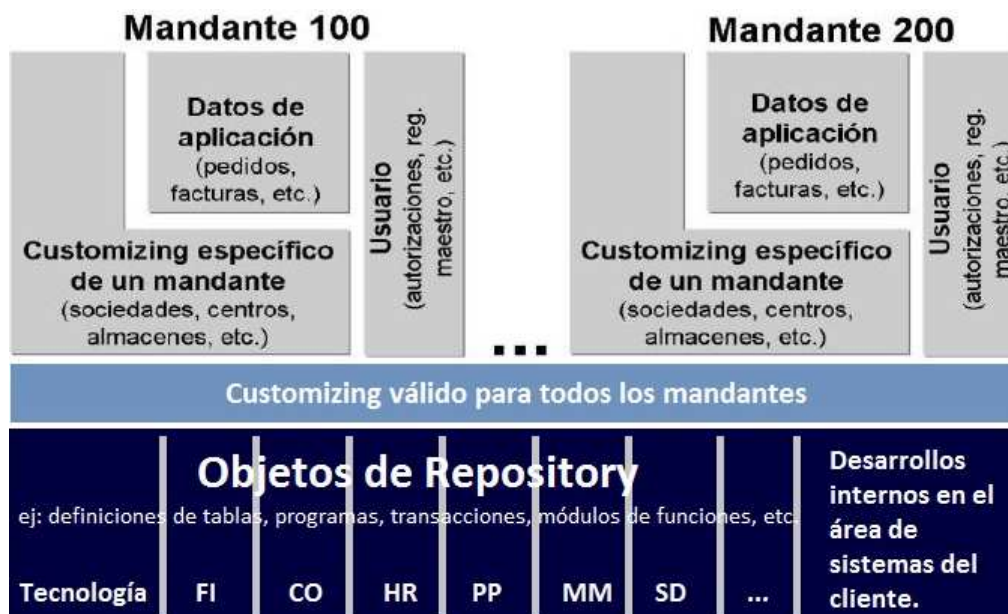 Mandante 100
Datos de
aplicación
(pedidos,
facturas, etc.)
Customizing específico
de un mandante
(sociedades, centros,
almacenes, etc.)
Usuario
(autorizaciones, reg.
maestro, etc.)
...
Mandante 200
Datos de
aplicación
(pedidos,
facturas, etc.)
Customizing específico
de un mandante
(sociedades, centros,
almacenes, etc.)
Usuario
(autorizaciones, reg.
maestro, etc.)
Customizing válido para todos los mandantes
Objetos de Repository
ej: definiciones de tablas, programas, transacciones, módulos de funciones, etc.
Tecnología FI CO HR PP MM SD ...
Desarrollos
internos en el
área de
sistemas del
cliente.